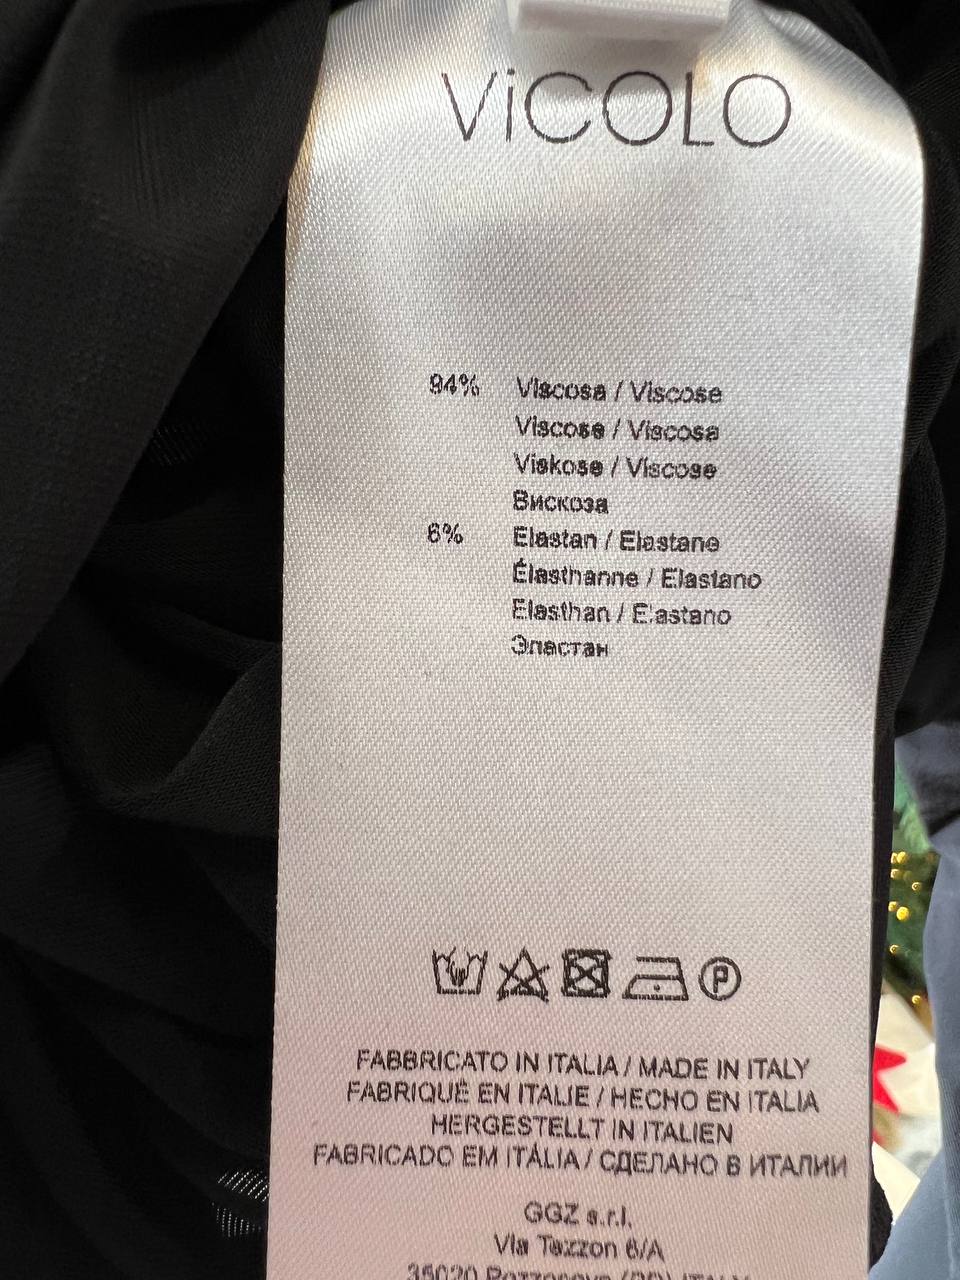 ViCOLO
94% Viscosa / Viscose
Viscose / Viscosa
Viskose / Viscose
Вискоза
6% Elastan / Elastane
Élasthanne / Elastano
Elasthan / Elastano
Эластан
P
FABBRICATO IN ITALIA / MADE IN ITALY
FABRIQUÉ EN ITALIE / HECHO EN ITALIA
HERGESTELLT IN ITALIEN
FABRICADO EM ITÁLIA / СДЕЛАНО В ИТАЛИИ
GGZ s.r.l.
Via Tezzon 6/A
35020